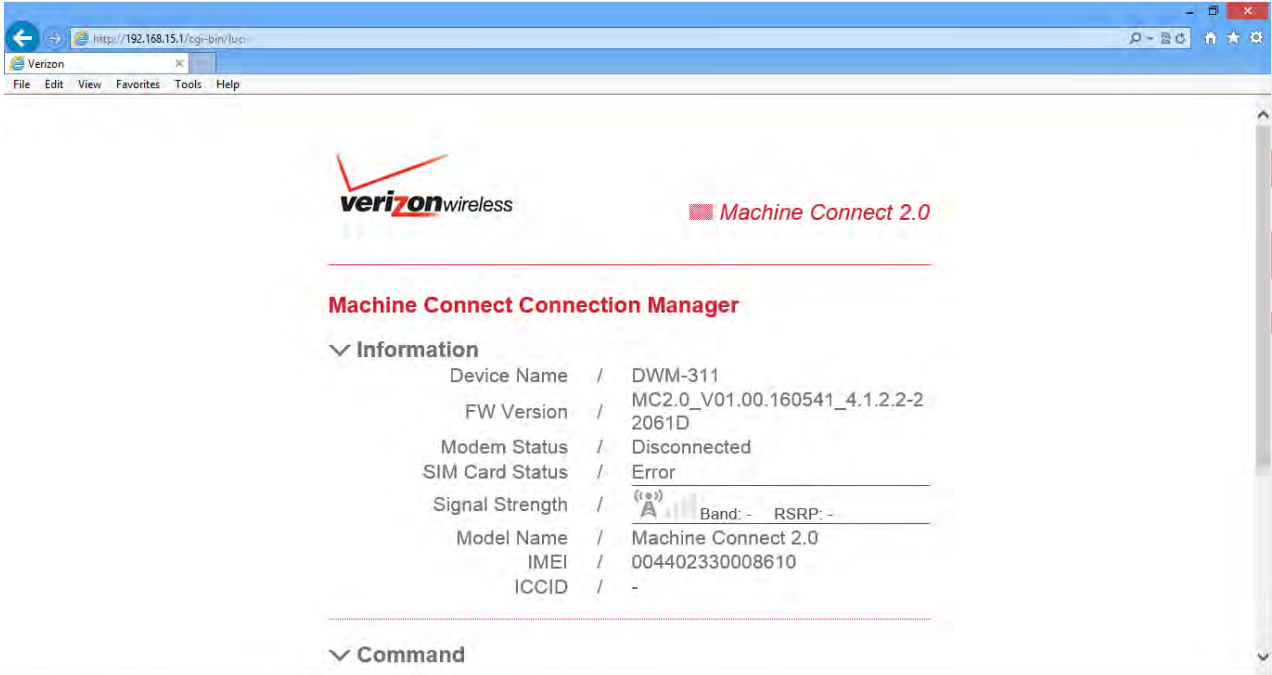 http://192.168.15.1/cgi-bin/luci
Verizon
File Edit View Favorites Tools Help
verizonwireless
Machine Connect 2.0
Machine Connect Connection Manager
Information
Device Name / DWM-311
FW Version / MC2.0_V01.00.160541_4.1.2.2-2
2061D
Modem Status / Disconnected
SIM Card Status / Error
Signal Strength / Band: - RSRP: -
Model Name / Machine Connect 2.0
IMEI / 004402330008610
ICCID / -
Command